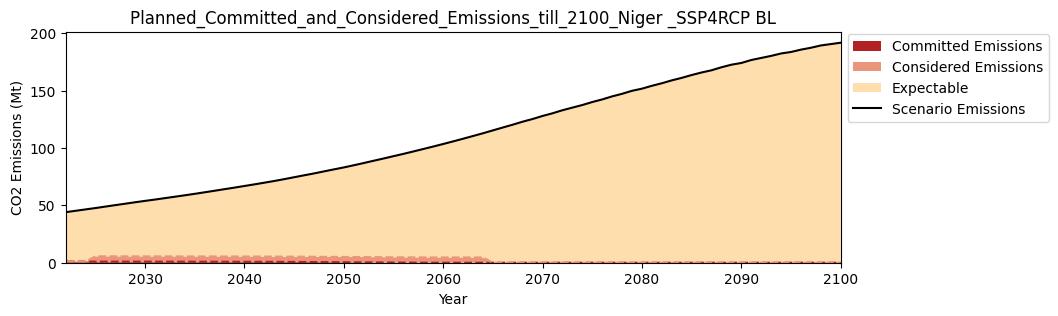 Planned_Committed_and_Considered_Emissions_till_2100_Niger _SSP4RCP BL
200
150
100
50
0
CO2 Emissions (Mt)
2030 2040 2050 2060 2070 2080 2090 2100
Year
Committed Emissions
Considered Emissions
Expectable
Scenario Emissions